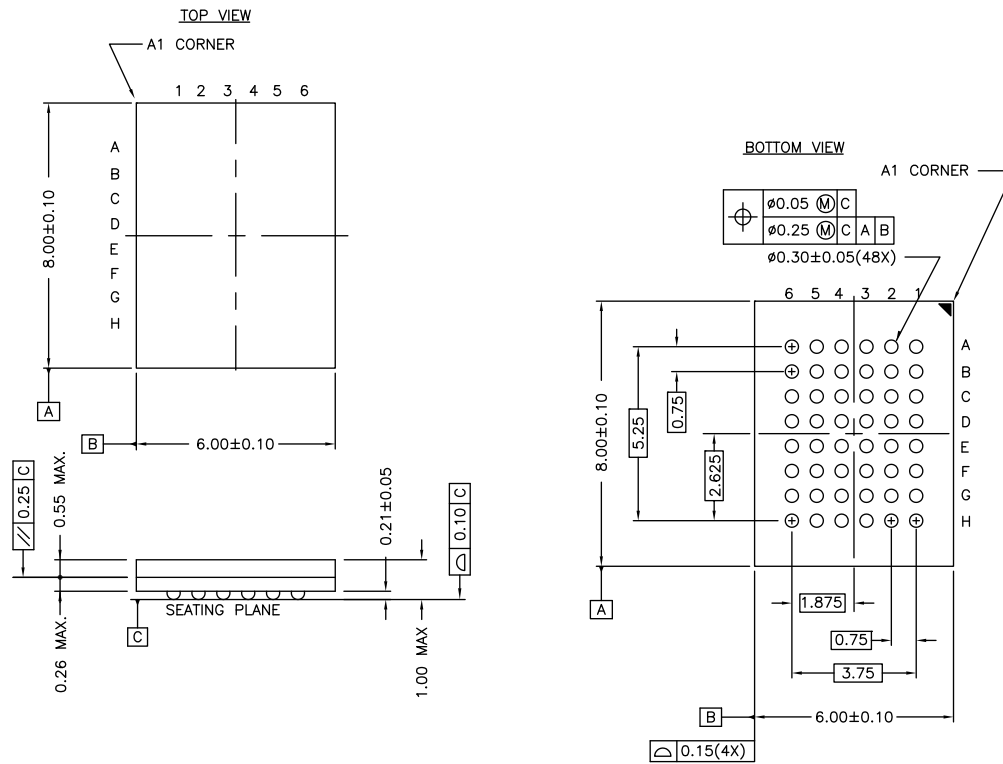 TOP VIEW
A1 CORNER
1 2 3 4 5 6
A
B
C
D
E
F
G
H
8.00±0.10
A
B
6.00±0.10
// 0.25 C
0.55 MAX.
0.21±0.05
⌓ 0.10 C
SEATING PLANE
C
0.26 MAX.
1.00 MAX
BOTTOM VIEW
A1 CORNER
⌖ ø0.05 Ⓜ C
ø0.25 Ⓜ C A B
ø0.30±0.05(48X)
6 5 4 3 2 1
A
B
C
D
E
F
G
H
8.00±0.10
5.25
0.75
2.625
A
1.875
0.75
3.75
B
6.00±0.10
⌓ 0.15(4X)